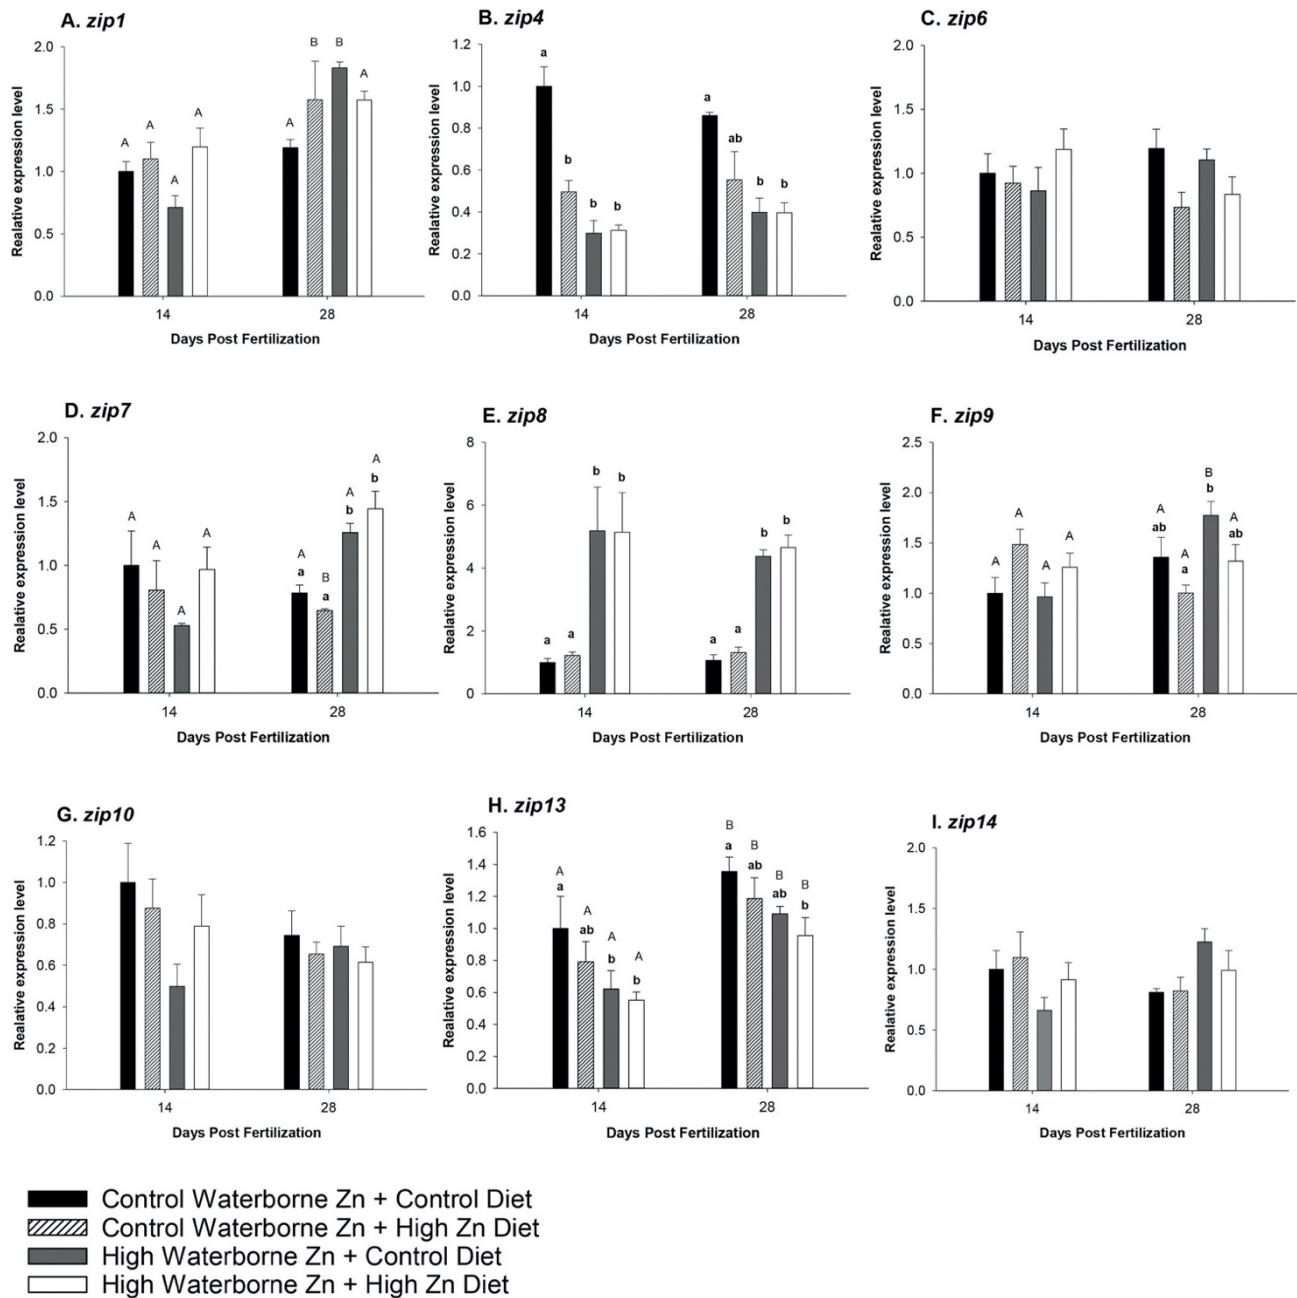 A. zip1
Realative expression level
2.0
1.5
1.0
0.5
0.0
A
A
A
A
A
B
B
A
14
28
Days Post Fertilization
B. zip4
Realative expression level
1.2
1.0
0.8
0.6
0.4
0.2
0.0
a
b
b
b
a
ab
b
b
14
28
Days Post Fertilization
C. zip6
Realative expression level
2.0
1.5
1.0
0.5
0.0
14
28
Days Post Fertilization
D. zip7
Realative expression level
2.0
1.5
1.0
0.5
0.0
A
A
A
A
A
a
B
a
A
b
A
b
14
28
Days Post Fertilization
E. zip8
Realative expression level
8
6
4
2
0
a
a
b
b
a
a
b
b
14
28
Days Post Fertilization
F. zip9
Realative expression level
2.5
2.0
1.5
1.0
0.5
0.0
A
A
A
A
A
ab
A
a
B
b
A
ab
14
28
Days Post Fertilization
G. zip10
Realative expression level
1.2
1.0
0.8
0.6
0.4
0.2
0.0
14
28
Days Post Fertilization
H. zip13
Realative expression level
1.6
1.4
1.2
1.0
0.8
0.6
0.4
0.2
0.0
A
a
A
ab
A
b
A
b
B
a
B
ab
B
ab
B
b
14
28
Days Post Fertilization
I. zip14
Realative expression level
2.0
1.5
1.0
0.5
0.0
14
28
Days Post Fertilization
Control Waterborne Zn + Control Diet
Control Waterborne Zn + High Zn Diet
High Waterborne Zn + Control Diet
High Waterborne Zn + High Zn Diet